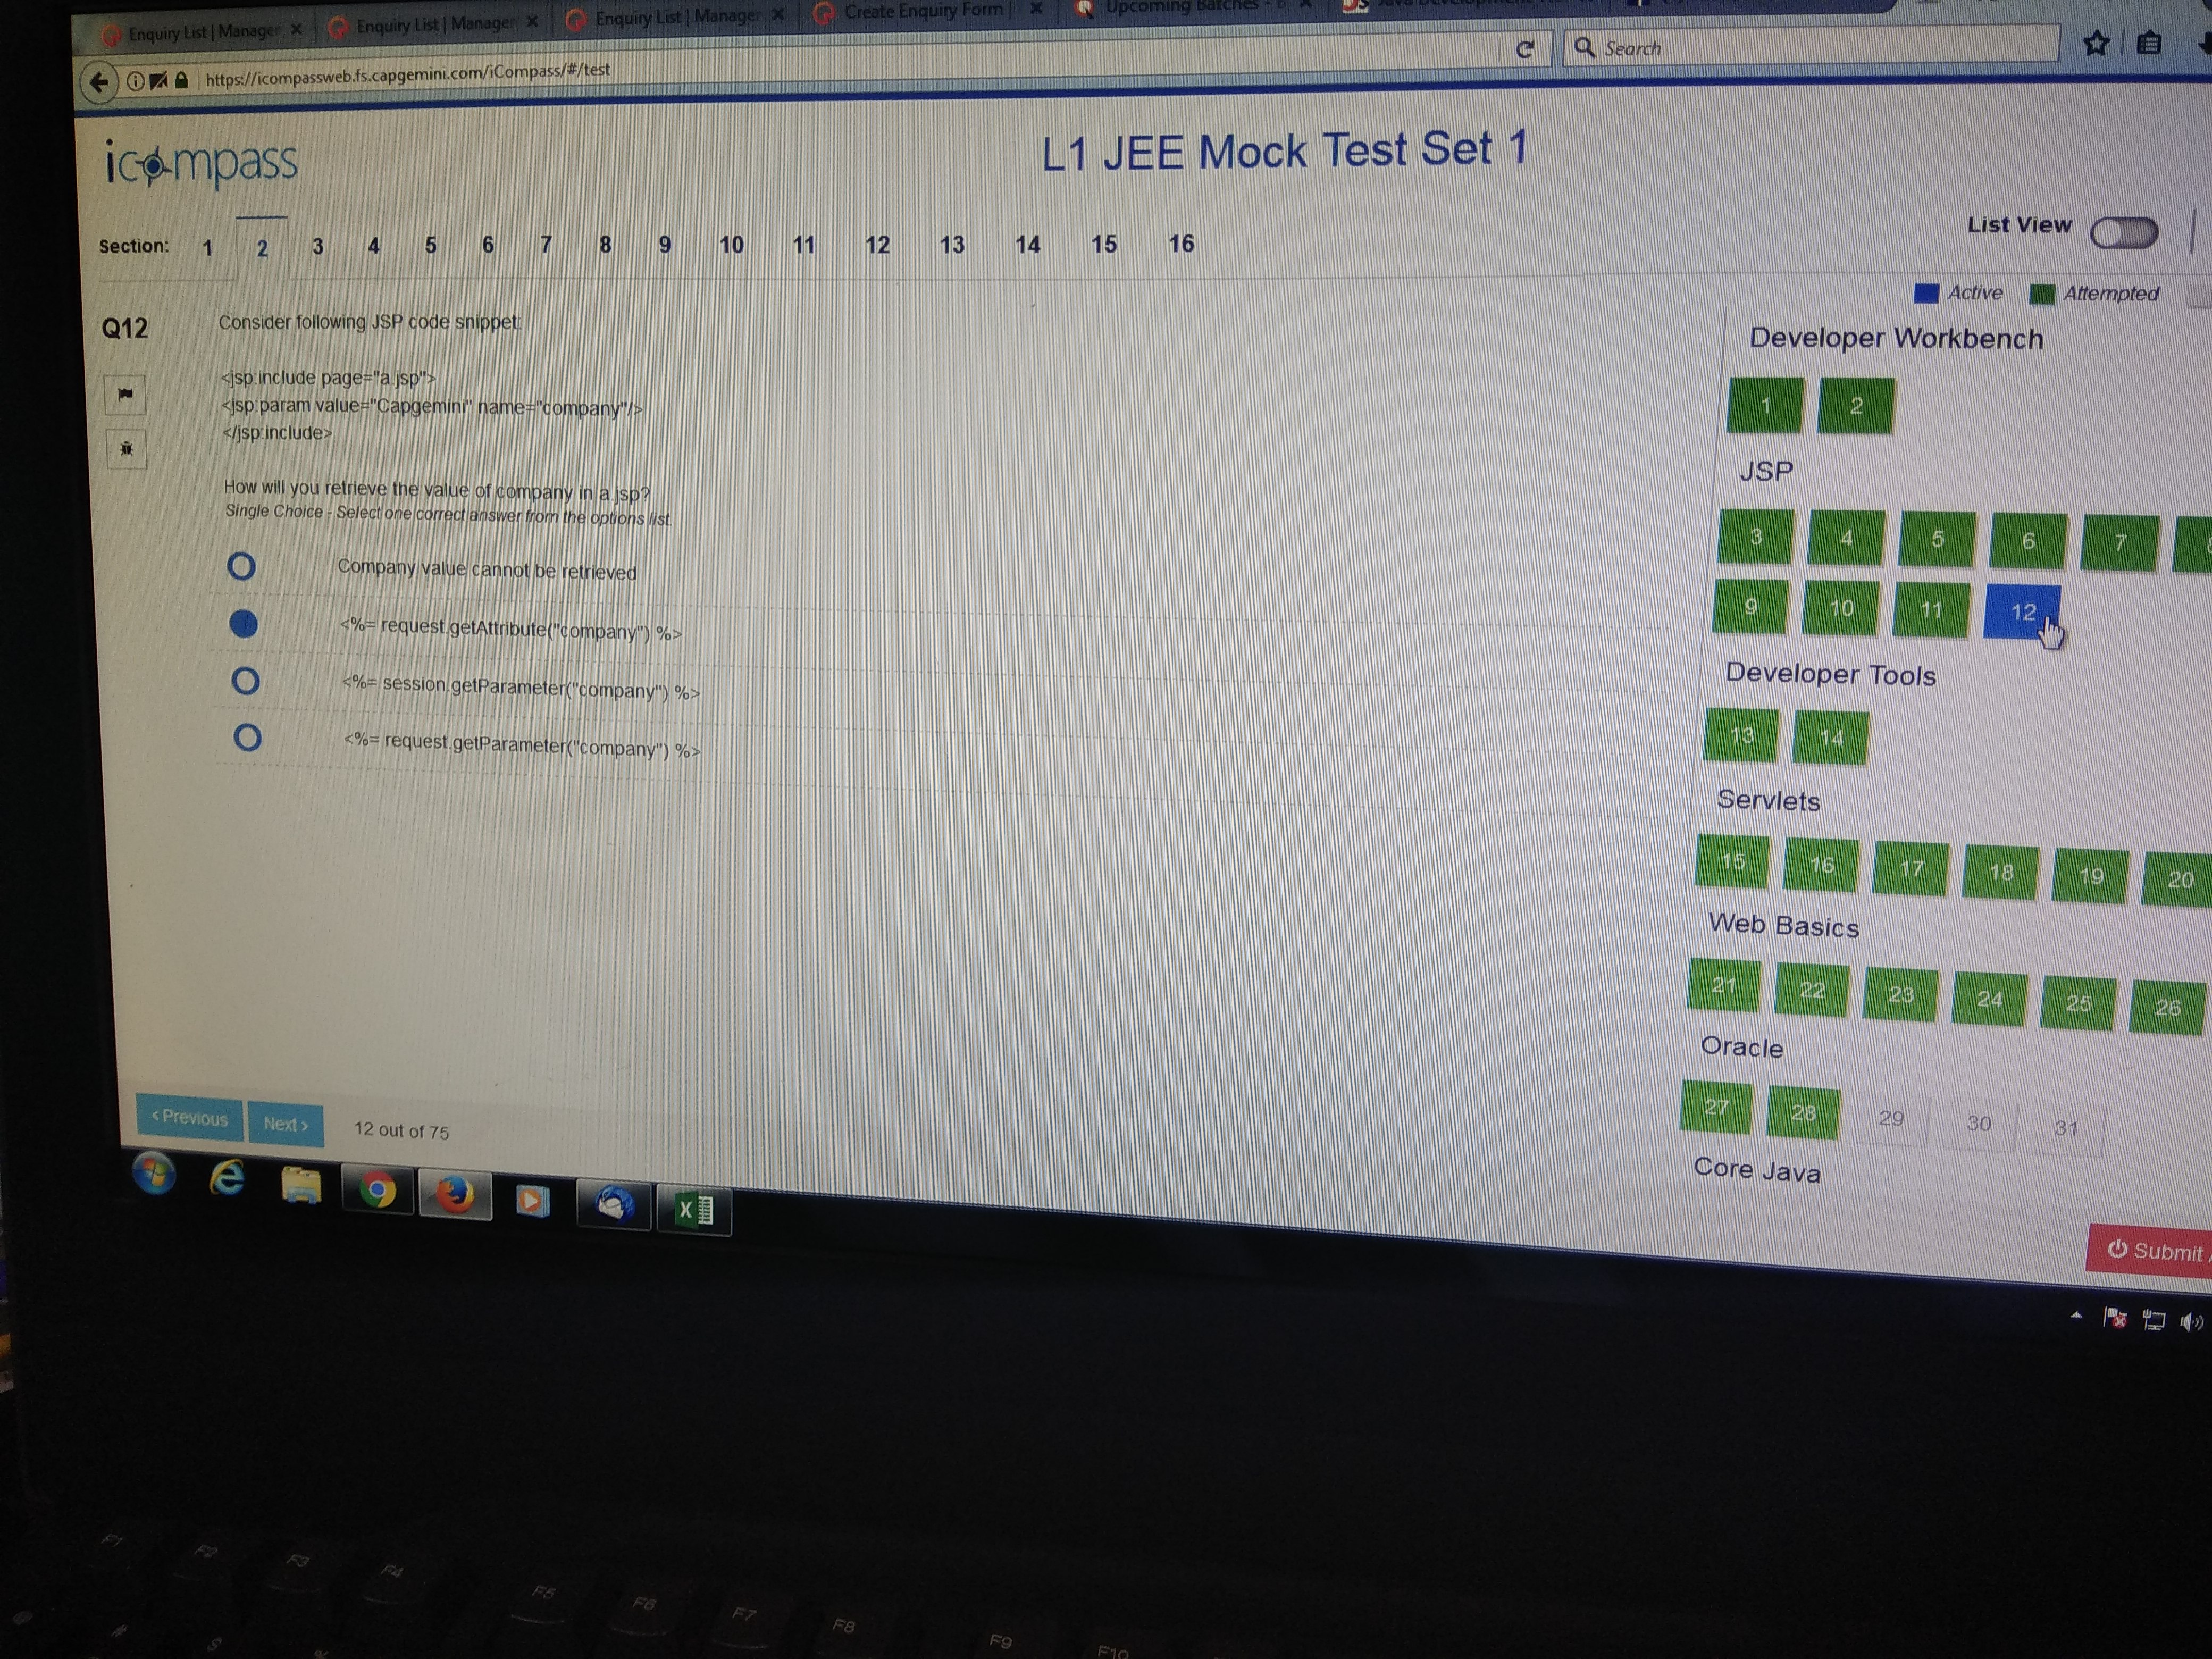 Enquiry List | Manager
Enquiry List | Manager
Enquiry List | Manager
Create Enquiry Form |
Upcoming Batches -
https://icompassweb.fs.capgemini.com/iCompass/#/test
Search
icompass
L1 JEE Mock Test Set 1
Section: 1 2 3 4 5 6 7 8 9 10 11 12 13 14 15 16
List View
Active Attempted
Q12
Consider following JSP code snippet:
<jsp:include page="a.jsp">
<jsp:param value="Capgemini" name="company"/>
</jsp:include>
How will you retrieve the value of company in a.jsp?
Single Choice - Select one correct answer from the options list.
Company value cannot be retrieved
<%= request.getAttribute("company") %>
<%= session.getParameter("company") %>
<%= request.getParameter("company") %>
Developer Workbench
1 2
JSP
3 4 5 6 7
9 10 11 12
Developer Tools
13 14
Servlets
15 16 17 18 19 20
Web Basics
21 22 23 24 25 26
Oracle
27 28 29 30 31
Core Java
< Previous Next > 12 out of 75
Submit
F1 F2 F3 F4 F5 F6 F7 F8 F9 F10
# $ %